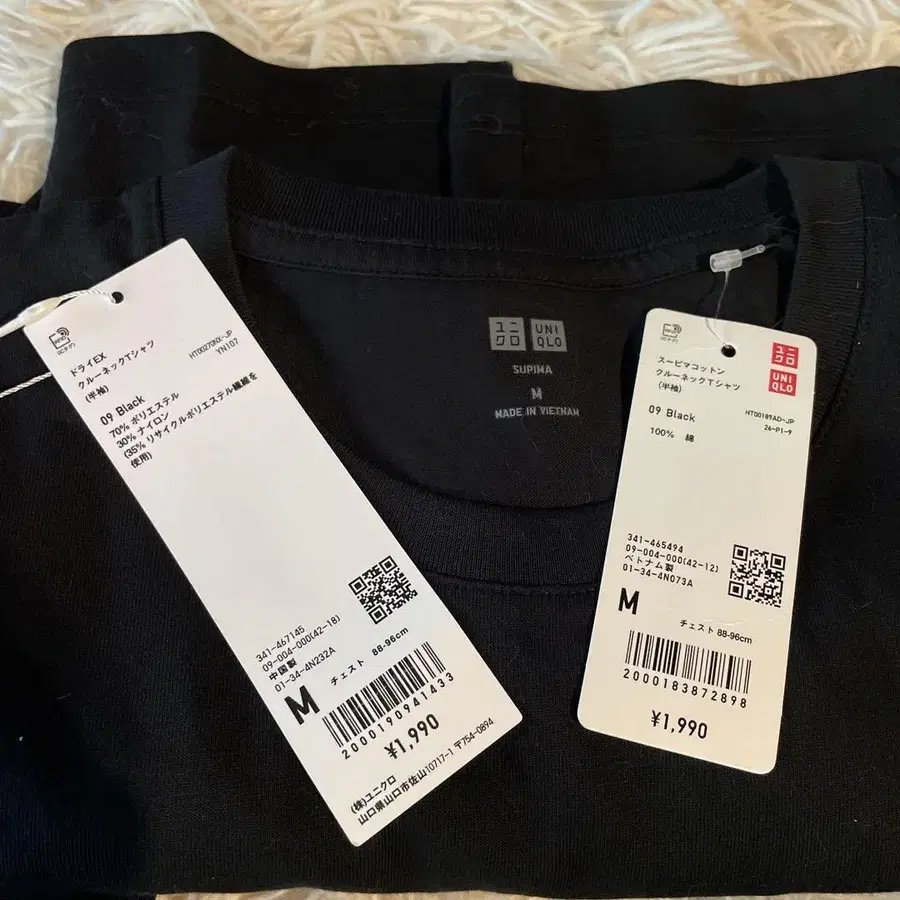 ドライEX
クルーネックTシャツ
(半袖)
HT00270NX-JP
YN107
09 Black
70% ポリエステル
30% ナイロン
(35% リサイクルポリエステル繊維を
使用)
341-467145
09-004-000(42-18)
中国製
01-34-4N232A
M
チェスト 88-96cm
2000190941433
¥1,990
(株)ユニクロ
山口県山口市佐山10717-1 〒754-0894
ユニ
クロ
UNI
QLO
SUPIMA
M
MADE IN VIETNAM
ユニ
クロ
UNI
QLO
スーピマコットン
クルーネックTシャツ
(半袖)
09 Black
HT00189AD-JP
26-P1-9
100% 綿
341-465494
09-004-000(42-12)
ベトナム製
01-34-4N073A
M
チェスト 88-96cm
2000183872898
¥1,990